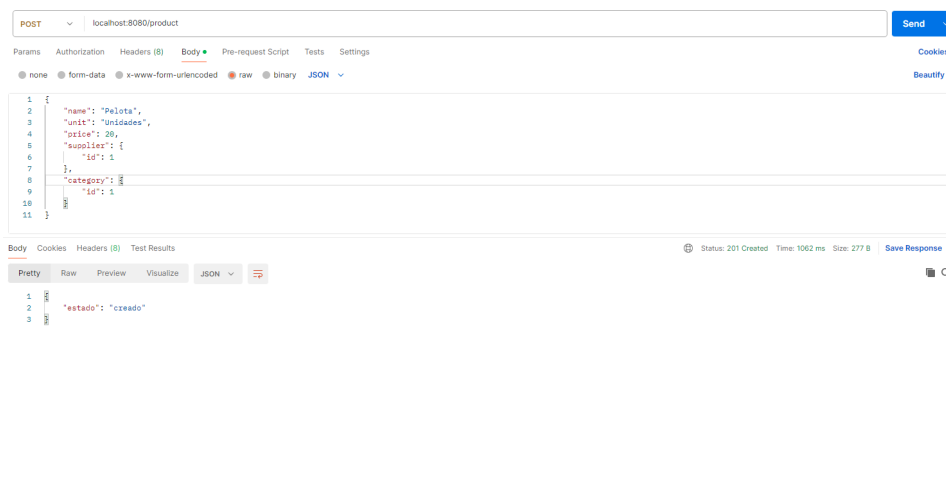 POST localhost:8080/product Send
Params Authorization Headers (8) Body Pre-request Script Tests Settings Cookies
none form-data x-www-form-urlencoded raw binary JSON Beautify
1 {
2 "name": "Pelota",
3 "unit": "Unidades",
4 "price": 20,
5 "supplier": {
6 "id": 1
7 },
8 "category": {
9 "id": 1
10 }
11 }
Body Cookies Headers (8) Test Results Status: 201 Created Time: 1062 ms Size: 277 B Save Response
Pretty Raw Preview Visualize JSON
1 {
2 "estado": "creado"
3 }